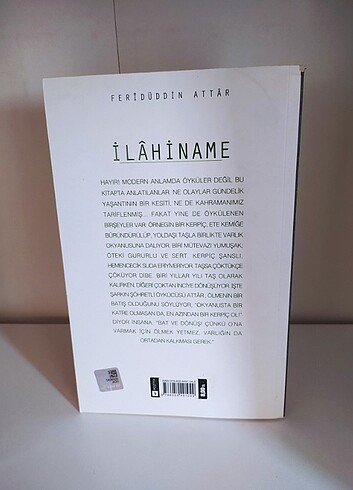 FERİDÜDDİN ATTÂR
İLÂHİNAME
HAYIR! MODERN ANLAMDA ÖYKÜLER DEĞİL BU
KİTAPTA ANLATILANLAR. NE OLAYLAR GÜNDELİK
YAŞANTININ BİR KESİTİ, NE DE KAHRAMANIMIZ
TARİFLENMİŞ... FAKAT YİNE DE ÖYKÜLENEN
BİRŞEYLER VAR: ÖRNEĞİN BİR KERPİÇ, ETE KEMİĞE
BÜRÜNDÜRÜLÜP, YOLDAŞI TAŞLA BİRLİKTE VARLIK
OKYANUSUNA DALIYOR. BİRİ MÜTEVAZI YUMUŞAK,
ÖTEKİ GURURLU VE SERT. KERPİÇ ŞANSLI,
HEMENCECİK SUDA ERİYİVERİYOR. TAŞSA ÇÖKTÜKÇE
ÇÖKÜYOR DİBE. BİRİ YILLAR YILI TAŞ OLARAK
KALIRKEN, DİĞERİ ÇOKTAN İNCİYE DÖNÜŞÜYOR. İŞTE
ŞARKIN ŞÖHRETLİ ÖYKÜCÜSÜ ATTÂR, ÖLMENİN BİR
BATIŞ OLDUĞUNU SÖYLÜYOR, "OKYANUSTA BİR
KATRE OLMASAN DA, EN AZINDAN BİR KERPİÇ OL!"
DİYOR İNSANA. "BAT VE DÖNÜŞ! ÇÜNKÜ O'NA
VARMAK İÇİN ÖLMEK YETMEZ, VARLIĞIN DA
ORTADAN KALKMASI GEREK."